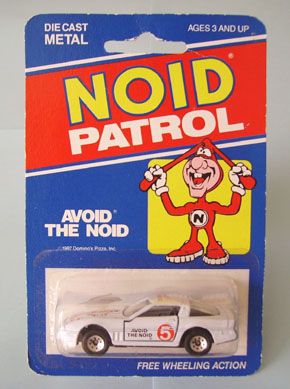 DIE CAST
METAL
AGES 3 AND UP
NOID
PATROL
AVOID
THE NOID®
©1987 Domino's Pizza, Inc.
N
AVOID
THE NOID
5
FREE WHEELING ACTION